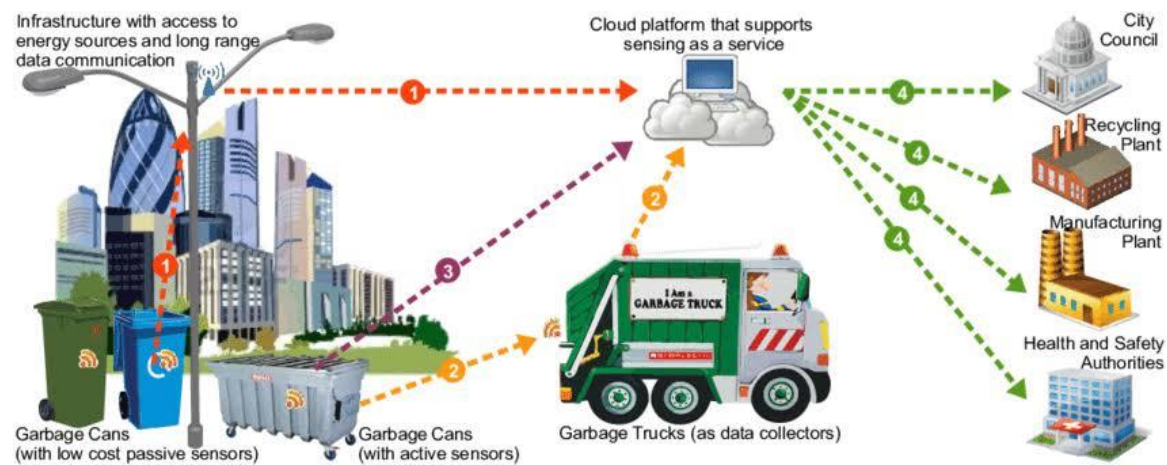 Infrastructure with access to
energy sources and long range
data communication
Cloud platform that supports
sensing as a service
City
Council
1
4
Recycling
Plant
4
2
4
Manufacturing
Plant
4
1
3
I Am a
GARBAGE TRUCK
2
Health and Safety
Authorities
Garbage Cans
(with low cost passive sensors)
Garbage Cans
(with active sensors)
Garbage Trucks (as data collectors)